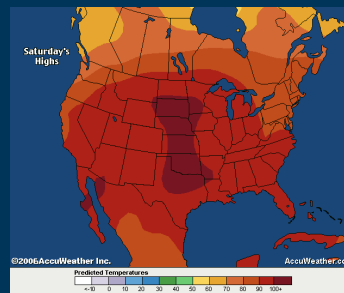 Saturday's
Highs
©2006AccuWeather Inc.
AccuWeather.co
Predicted Temperatures
<-10 0 10 20 30 40 50 60 70 80 90 100+